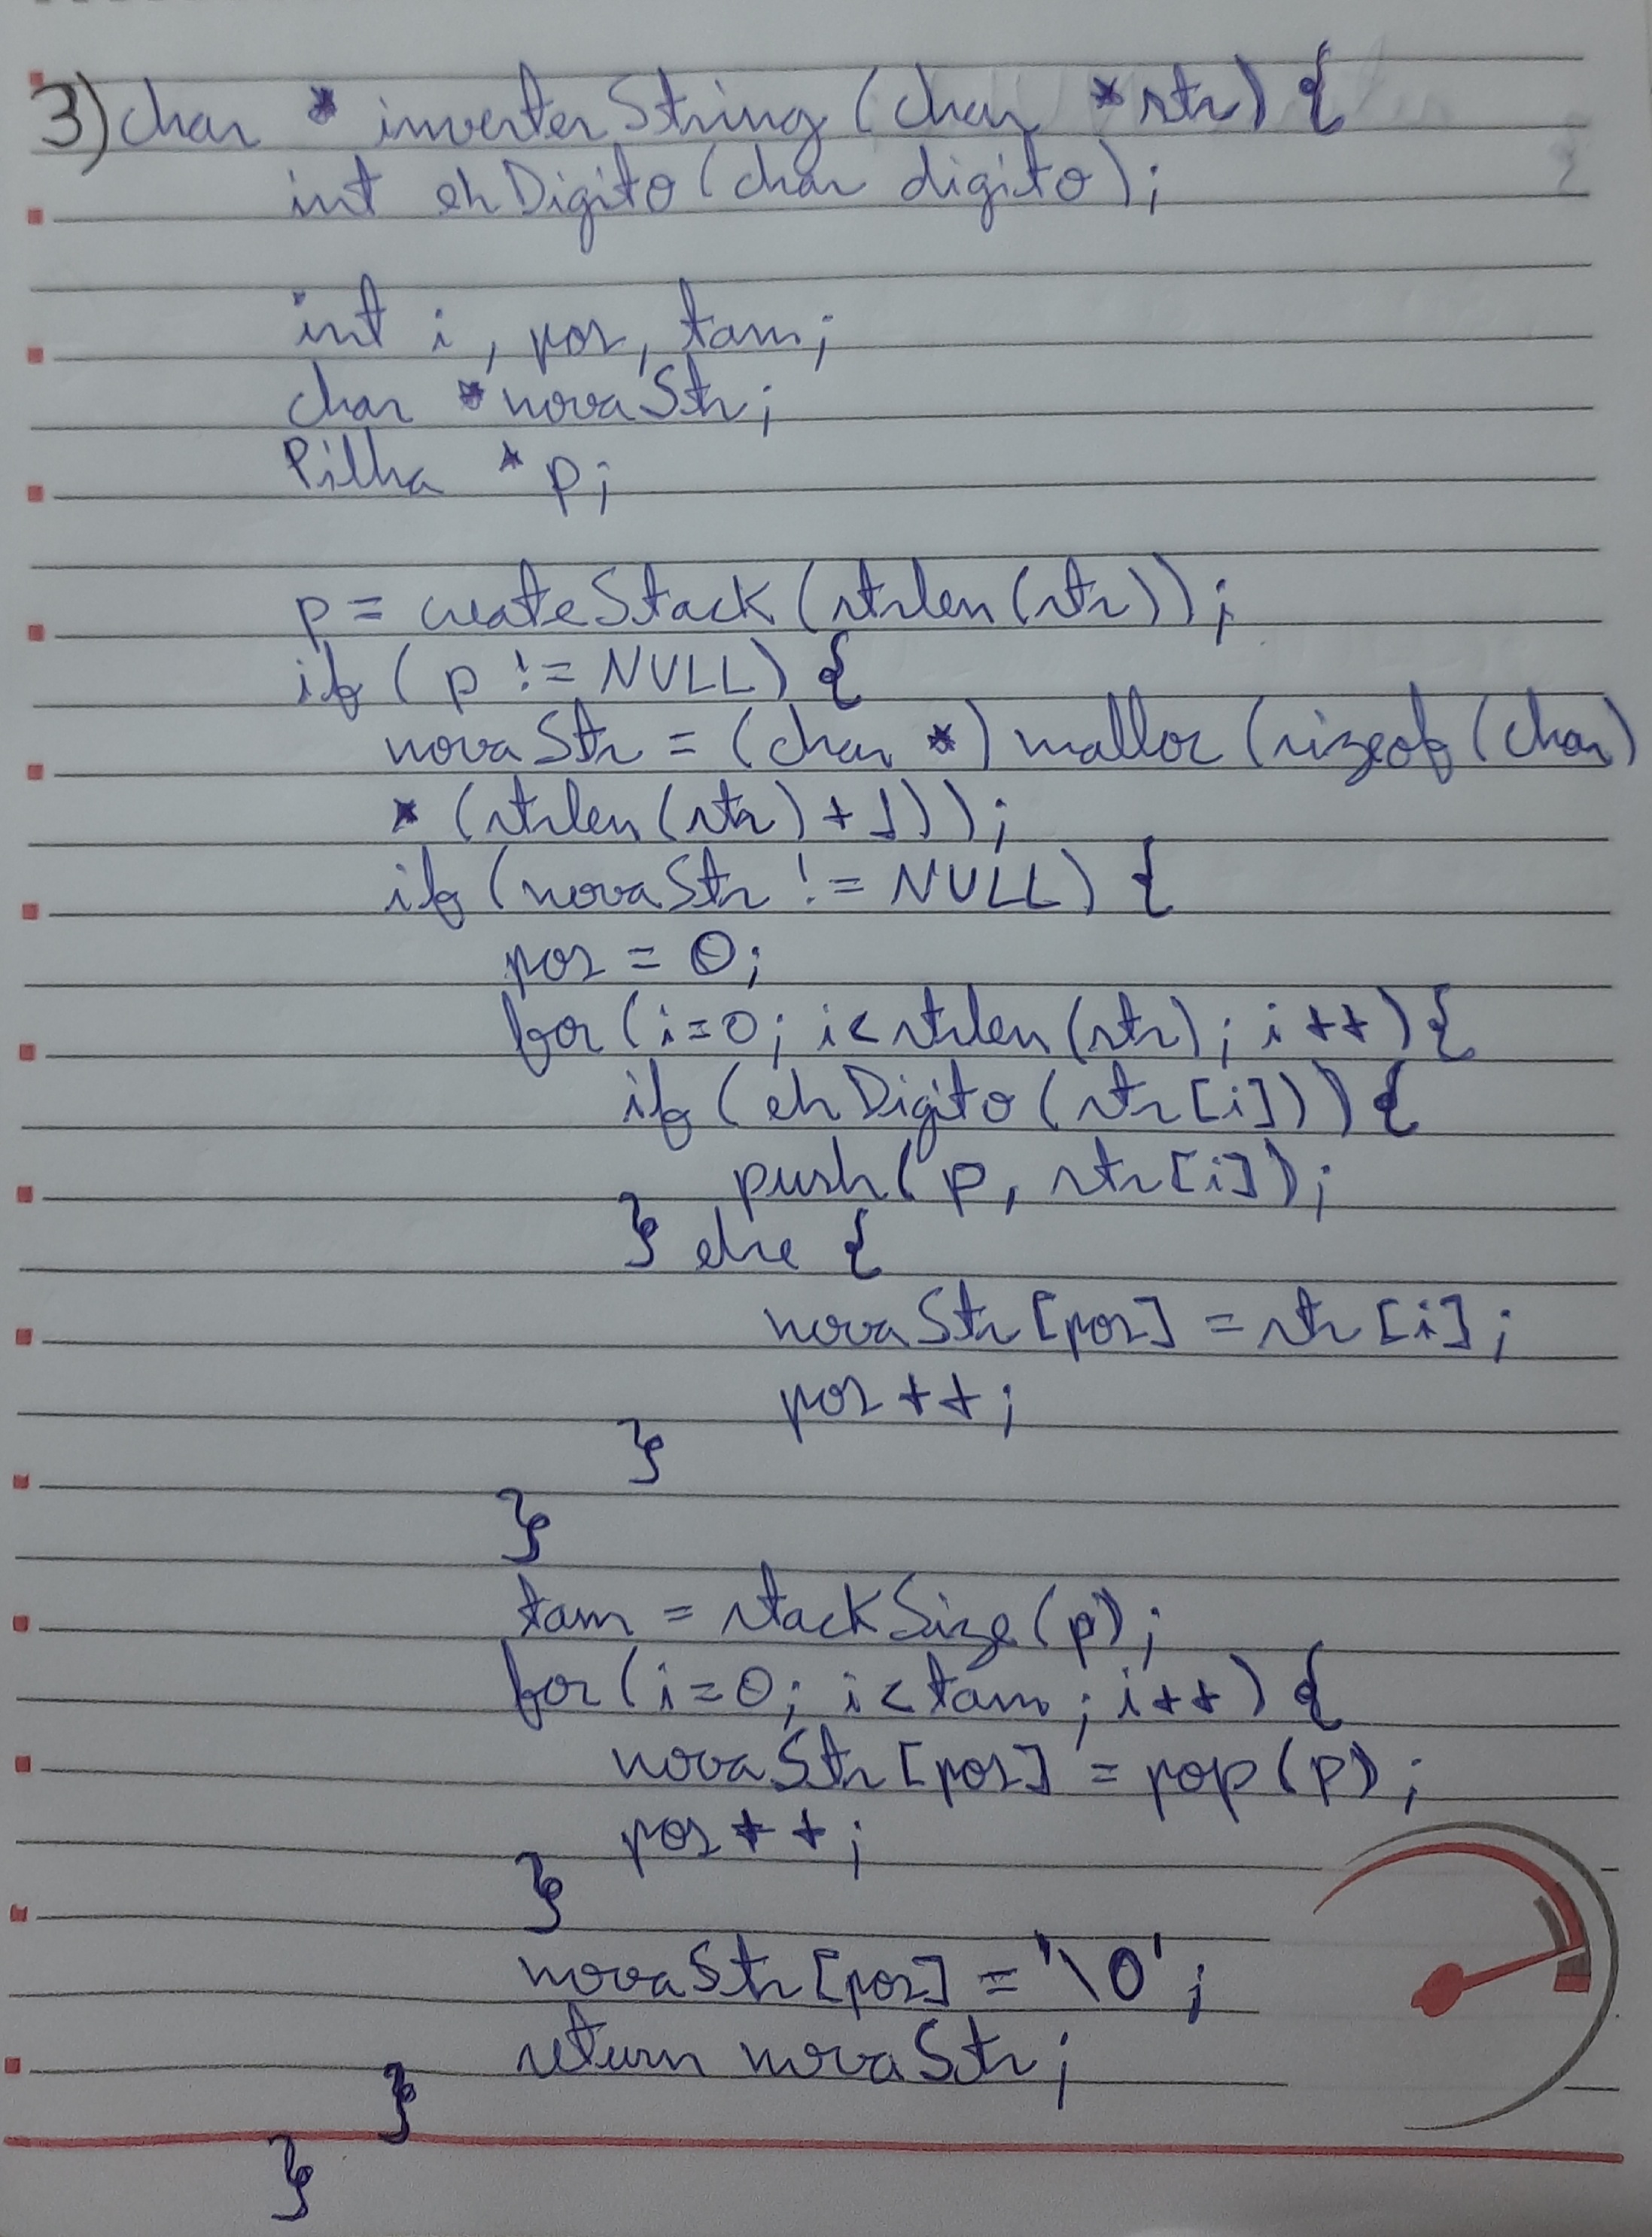 3) char * inverterString (char *str) {
int ehDigito(char digito);
int i, pos, tam;
char *novaStr;
Pilha *p;
p = createStack(strlen(str));
if (p != NULL) {
novaStr = (char *) malloc (sizeof (char)
* (strlen(str) + 1));
if (novaStr != NULL) {
pos = 0;
for (i=0; i<strlen(str); i++) {
if (ehDigito(str[i])) {
push(p, str[i]);
} else {
novaStr[pos] = str[i];
pos++;
}
}
tam = stackSize(p);
for (i=0; i<tam; i++) {
novaStr[pos] = pop(p);
pos++;
}
novaStr[pos] = '\0';
return novaStr;
}
}